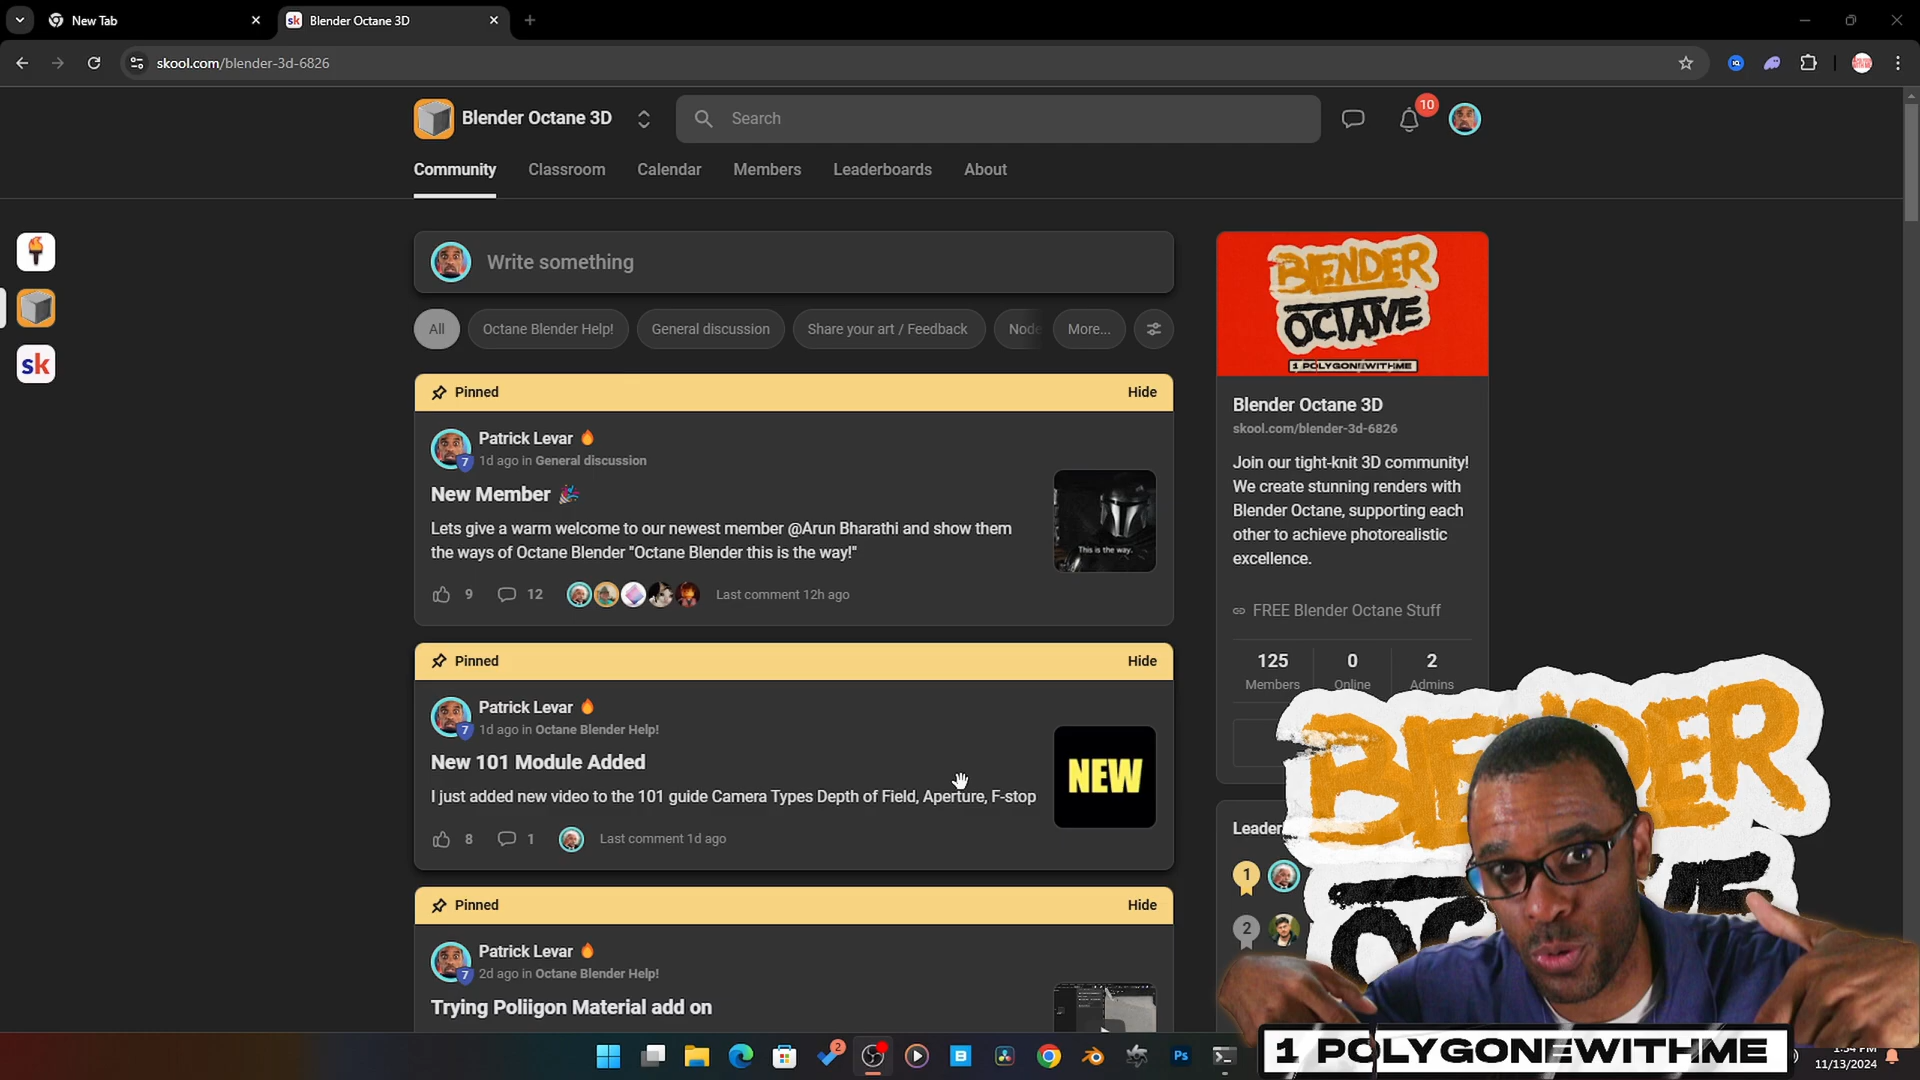 New Tab
sk Blender Octane 3D
skool.com/blender-3d-6826
Blender Octane 3D
Search
10
Community
Classroom
Calendar
Members
Leaderboards
About
sk
Write something
All
Octane Blender Help!
General discussion
Share your art / Feedback
More...
Pinned
Hide
Patrick Levar
7
1d ago in General discussion
New Member
Lets give a warm welcome to our newest member @Arun Bharathi and show them
the ways of Octane Blender "Octane Blender this is the way!"
This is the way.
9
12
Last comment 12h ago
Pinned
Hide
Patrick Levar
7
1d ago in Octane Blender Help!
New 101 Module Added
I just added new video to the 101 guide Camera Types Depth of Field, Aperture, F-stop
NEW
8
1
Last comment 1d ago
Pinned
Hide
Patrick Levar
7
2d ago in Octane Blender Help!
Trying Poliigon Material add on
BLENDER
OCTANE
1 POLYGONEWITHME
Blender Octane 3D
skool.com/blender-3d-6826
Join our tight-knit 3D community!
We create stunning renders with
Blender Octane, supporting each
other to achieve photorealistic
excellence.
FREE Blender Octane Stuff
125
Members
0
Online
2
Admins
1
2
BLENDER
2
Ps
1 POLYGONEWITHME
11/13/2024